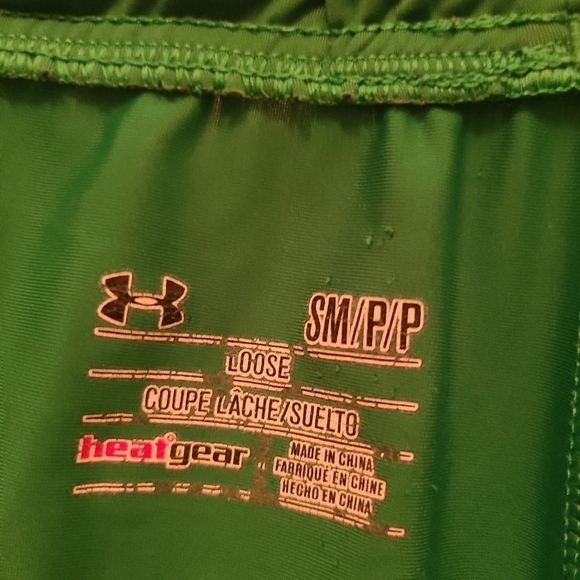 SM/P/P
LOOSE
COUPE LÂCHE/SUELTO
heatgear
MADE IN CHINA
FABRIQUÉ EN CHINE
HECHO EN CHINA